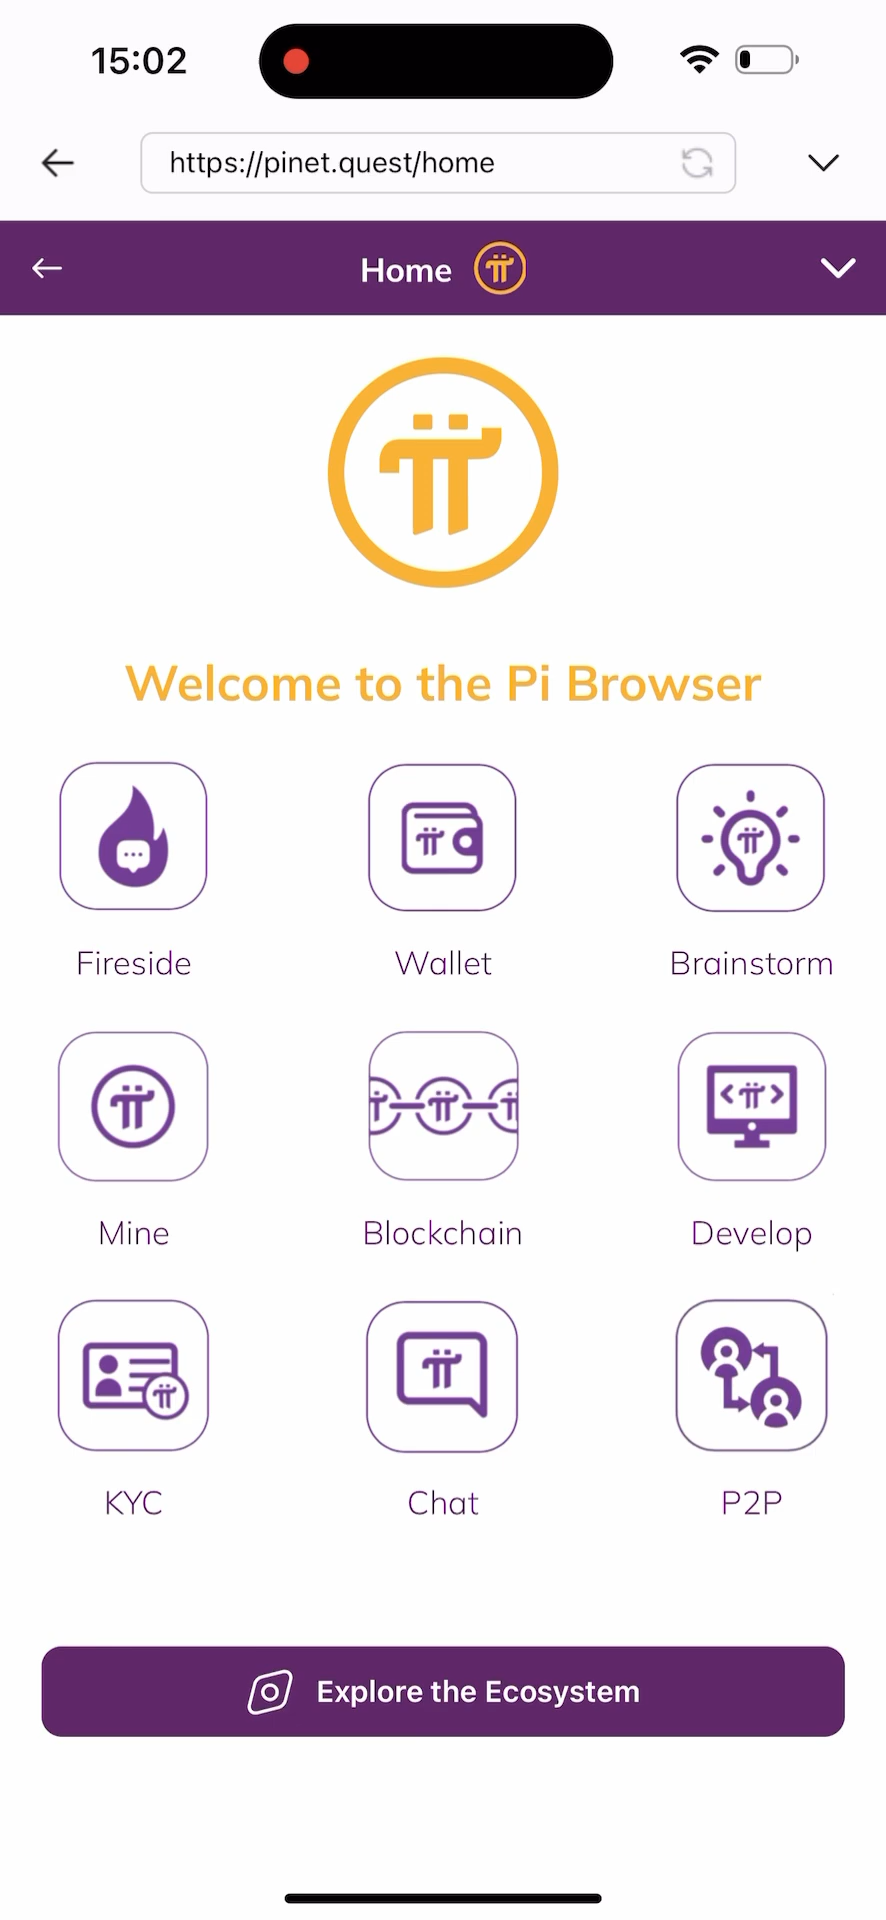 15:02
https://pinet.quest/home
Home
Welcome to the Pi Browser
Fireside
Wallet
Brainstorm
Mine
Blockchain
Develop
KYC
Chat
P2P
Explore the Ecosystem